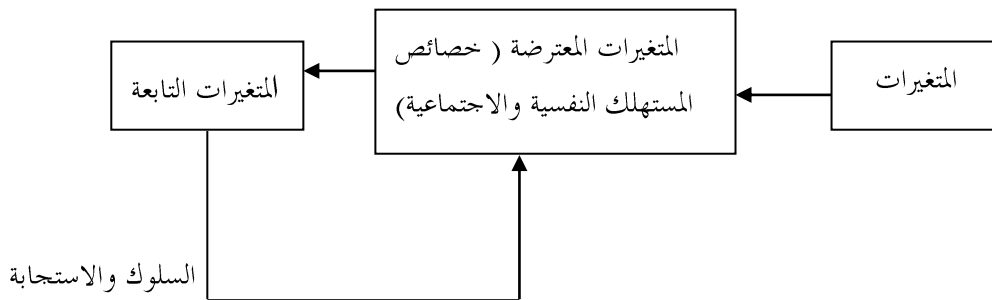 المتغيرات
المتغيرات المعترضة ( خصائص
المستهلك النفسية والاجتماعية)
المتغيرات التابعة
السلوك والاستجابة